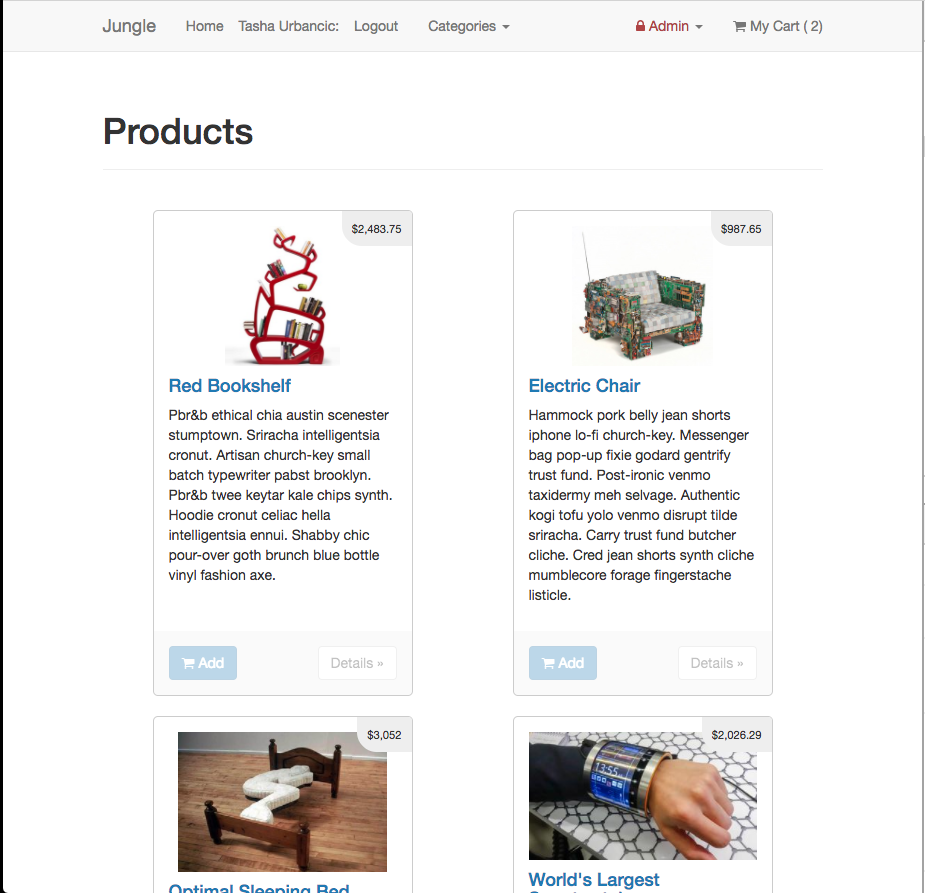 Jungle Home Tasha Urbancic: Logout Categories Admin My Cart ( 2)
Products
$2,483.75
Red Bookshelf
Pbr&b ethical chia austin scenester
stumptown. Sriracha intelligentsia
cronut. Artisan church-key small
batch typewriter pabst brooklyn.
Pbr&b twee keytar kale chips synth.
Hoodie cronut celiac hella
intelligentsia ennui. Shabby chic
pour-over goth brunch blue bottle
vinyl fashion axe.
Add Details »
$987.65
Electric Chair
Hammock pork belly jean shorts
iphone lo-fi church-key. Messenger
bag pop-up fixie godard gentrify
trust fund. Post-ironic venmo
taxidermy meh selvage. Authentic
kogi tofu yolo venmo disrupt tilde
sriracha. Carry trust fund butcher
cliche. Cred jean shorts synth cliche
mumblecore forage fingerstache
listicle.
Add Details »
$3,052
Optimal Sleeping Bed
$2,026.29
13:55
World's Largest